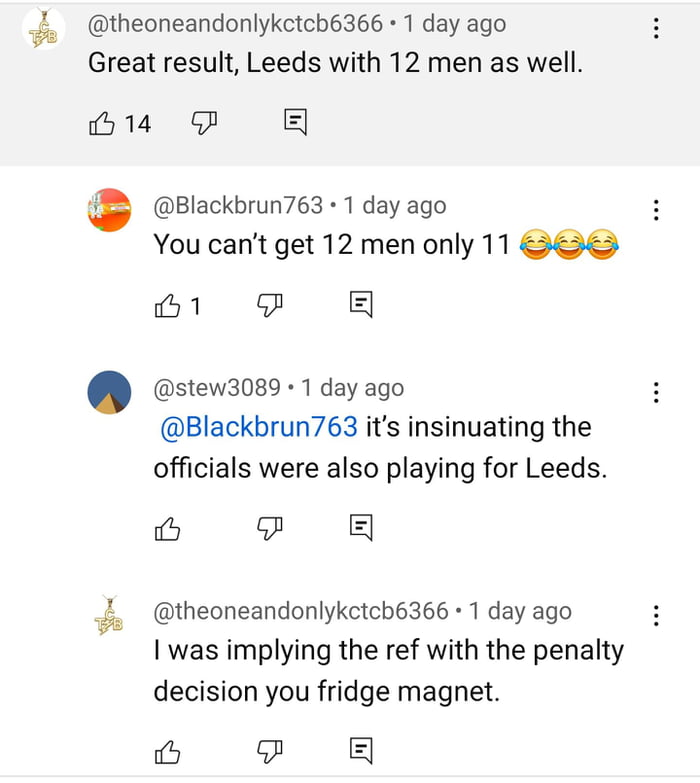 @theoneandonlykctcb6366 • 1 day ago
Great result, Leeds with 12 men as well.
14
@Blackbrun763 • 1 day ago
You can’t get 12 men only 11 😂😂😂
1
@stew3089 • 1 day ago
@Blackbrun763 it’s insinuating the
officials were also playing for Leeds.
@theoneandonlykctcb6366 • 1 day ago
I was implying the ref with the penalty
decision you fridge magnet.